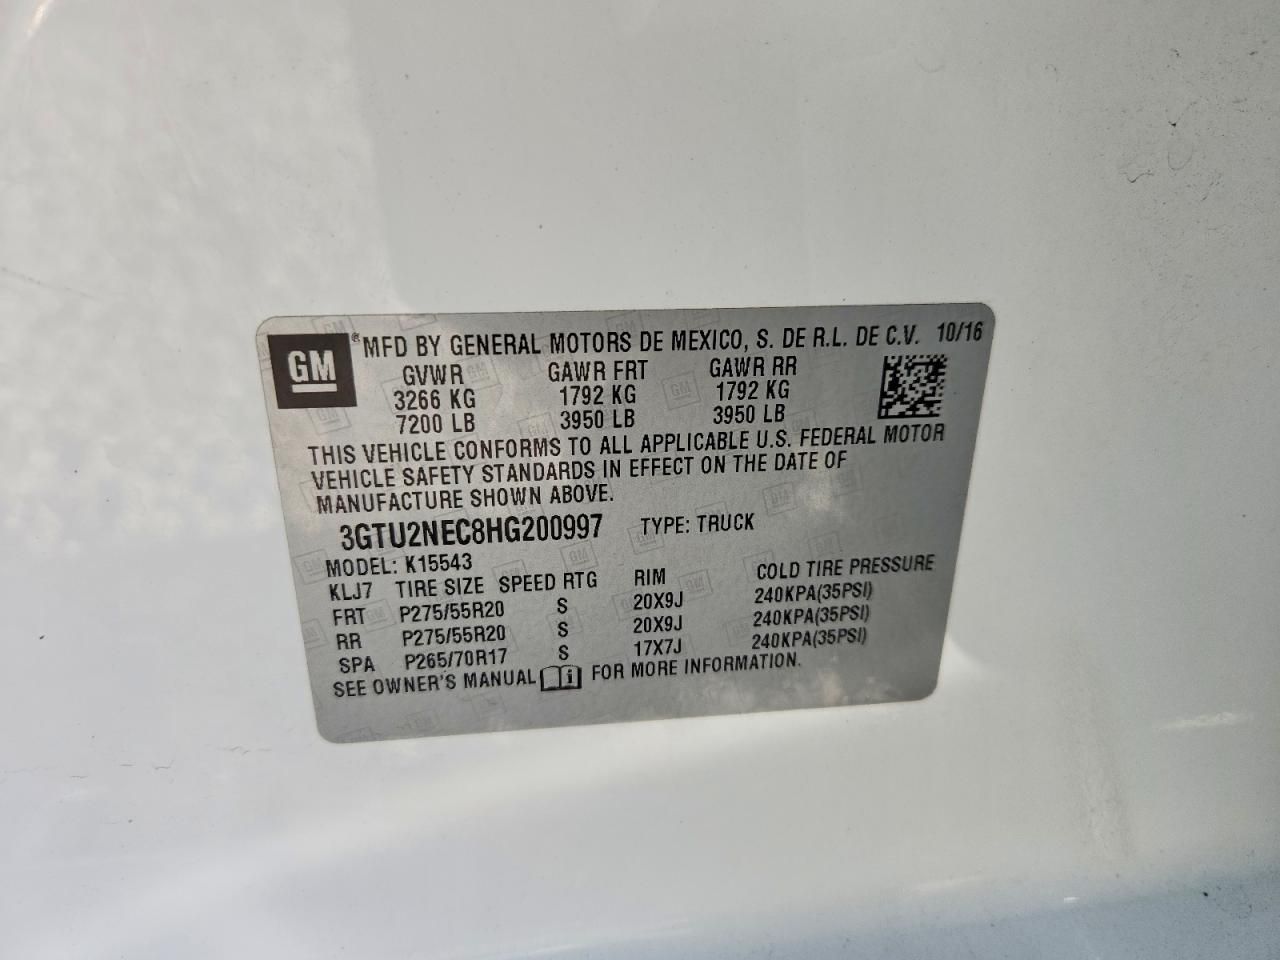 GM ® MFD BY GENERAL MOTORS DE MEXICO, S. DE R.L. DE C.V. 10/16
GVWR GAWR FRT GAWR RR
3266 KG 1792 KG 1792 KG
7200 LB 3950 LB 3950 LB
THIS VEHICLE CONFORMS TO ALL APPLICABLE U.S. FEDERAL MOTOR
VEHICLE SAFETY STANDARDS IN EFFECT ON THE DATE OF
MANUFACTURE SHOWN ABOVE.
3GTU2NEC8HG200997 TYPE: TRUCK
MODEL: K15543
KLJ7 TIRE SIZE SPEED RTG RIM COLD TIRE PRESSURE
FRT P275/55R20 S 20X9J 240KPA(35PSI)
RR P275/55R20 S 20X9J 240KPA(35PSI)
SPA P265/70R17 S 17X7J 240KPA(35PSI)
SEE OWNER'S MANUAL i FOR MORE INFORMATION.